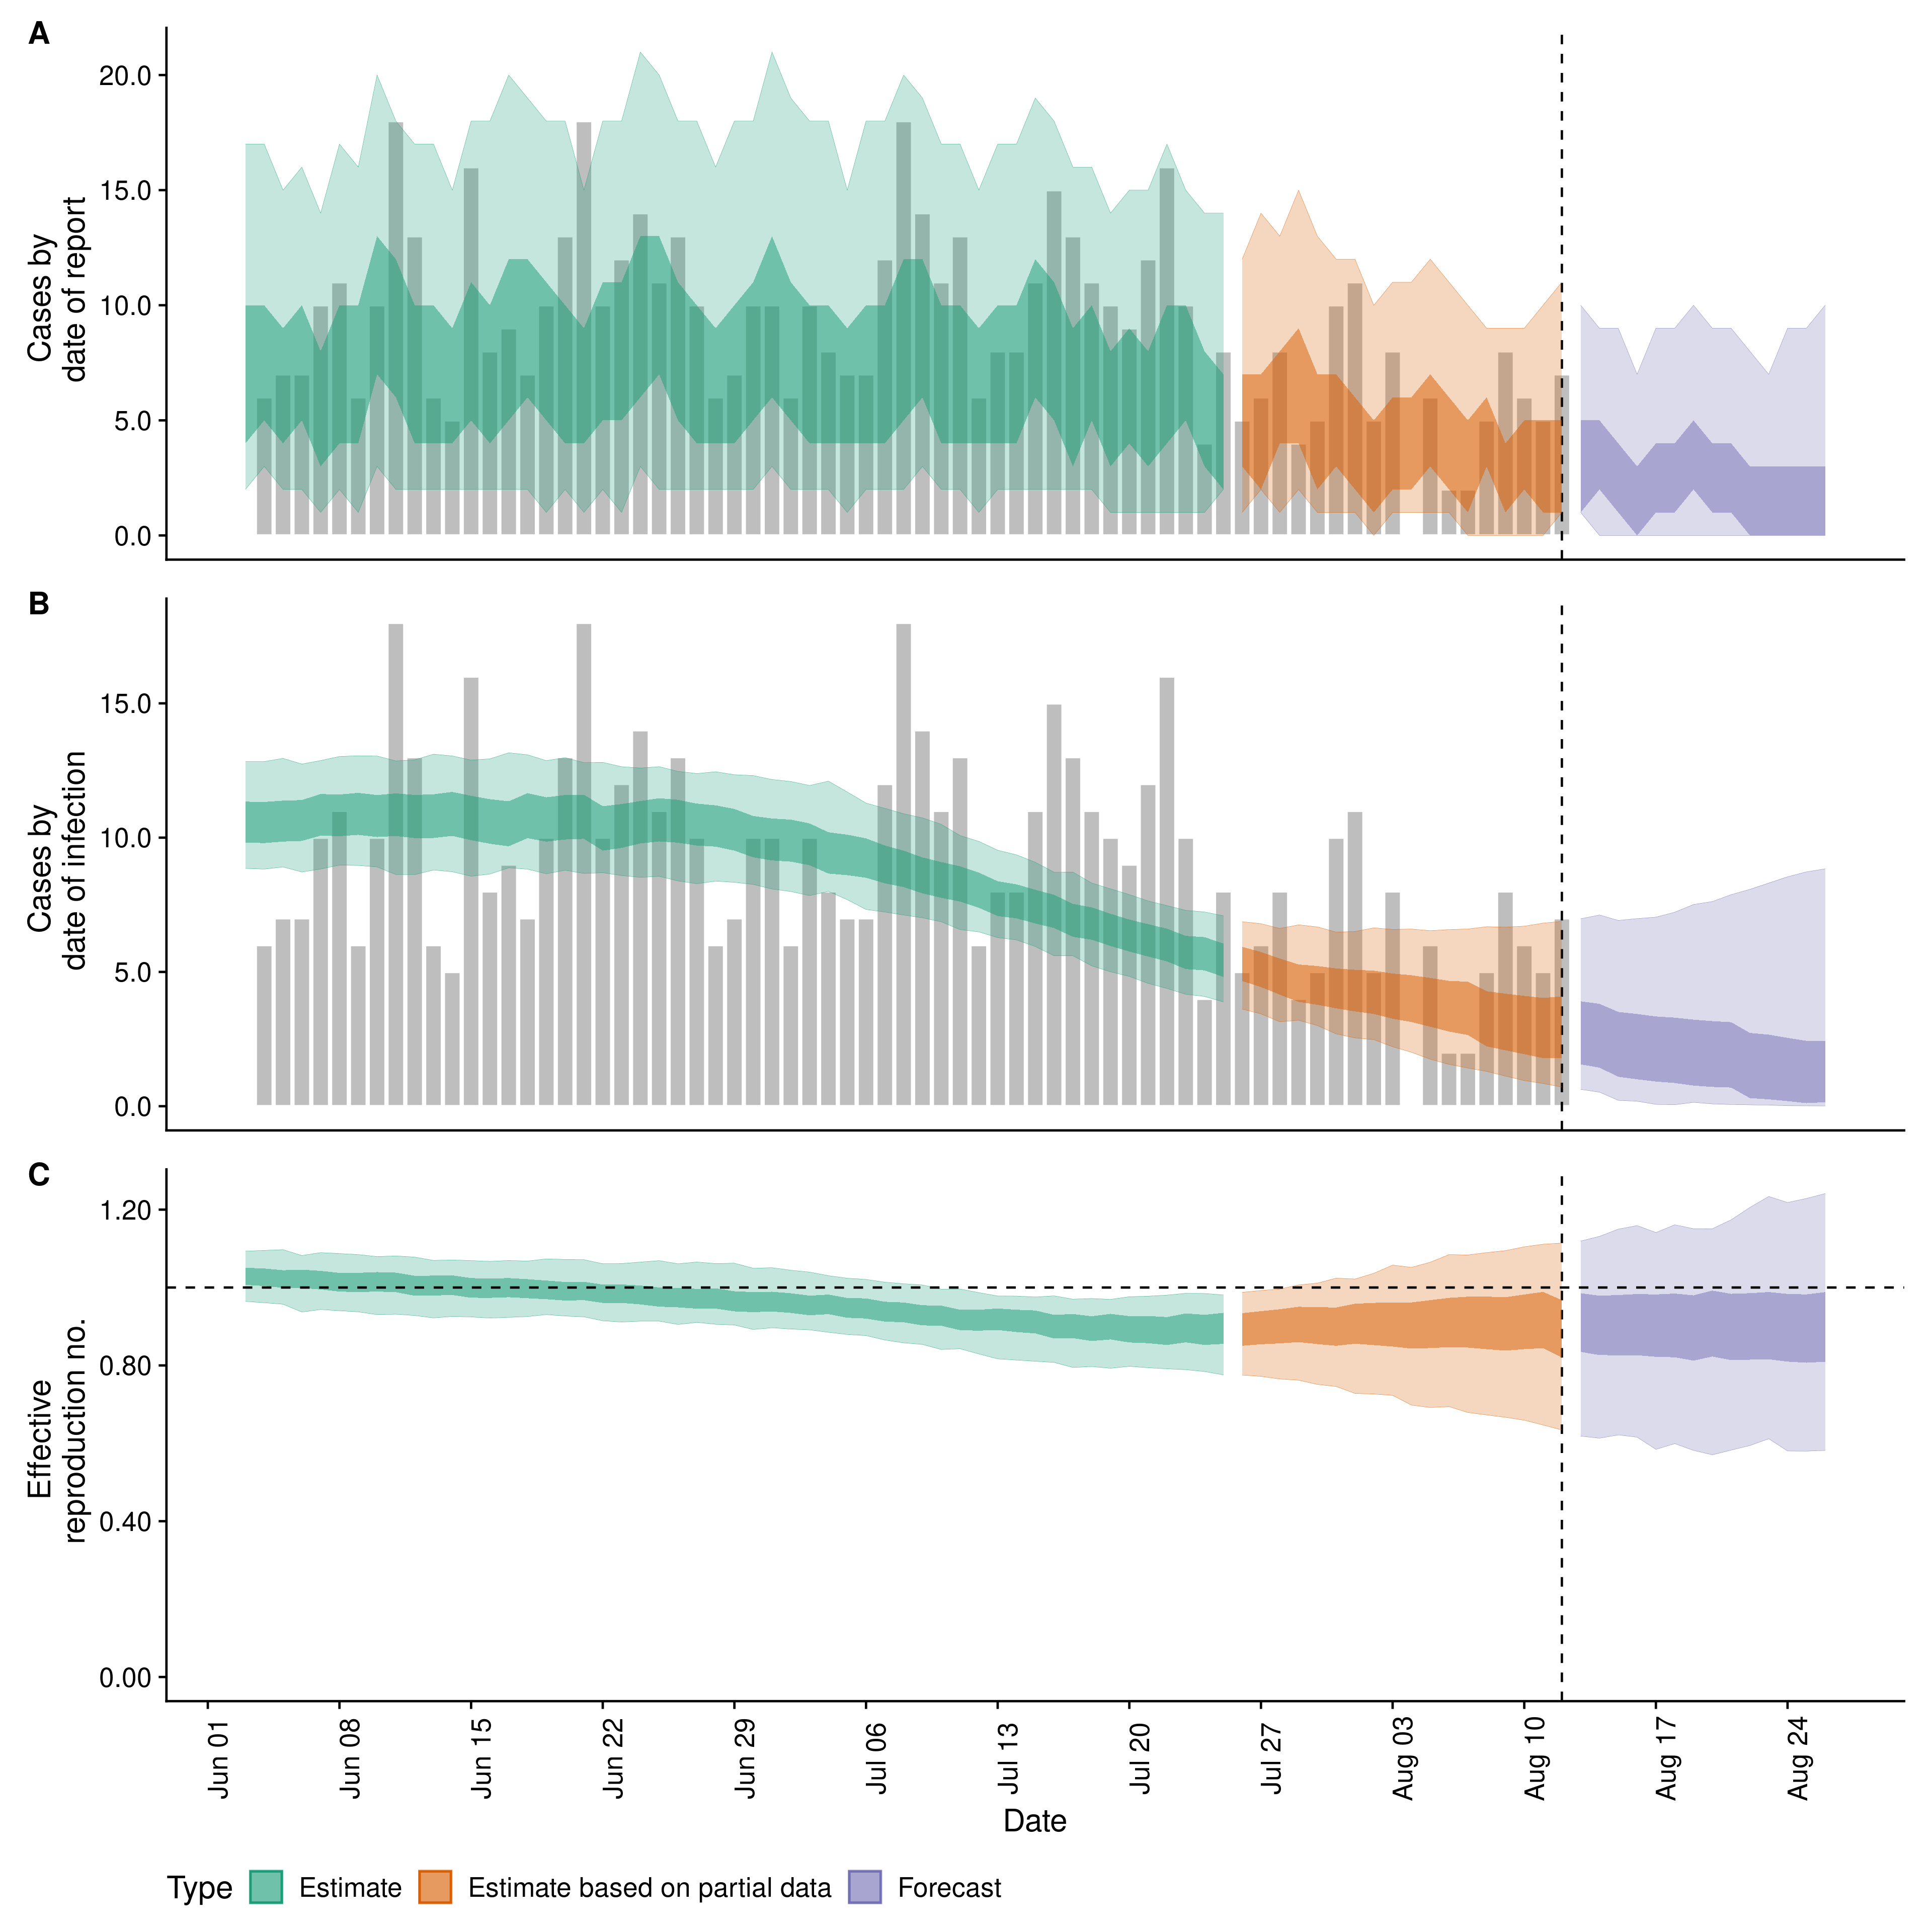 A
20.0
15.0
10.0
5.0
0.0
Cases by
date of report
B
15.0
10.0
5.0
0.0
Cases by
date of infection
C
1.20
0.80
0.40
0.00
Effective
reproduction no.
Jun 01
Jun 08
Jun 15
Jun 22
Jun 29
Jul 06
Jul 13
Jul 20
Jul 27
Aug 03
Aug 10
Aug 17
Aug 24
Date
Type
Estimate
Estimate based on partial data
Forecast